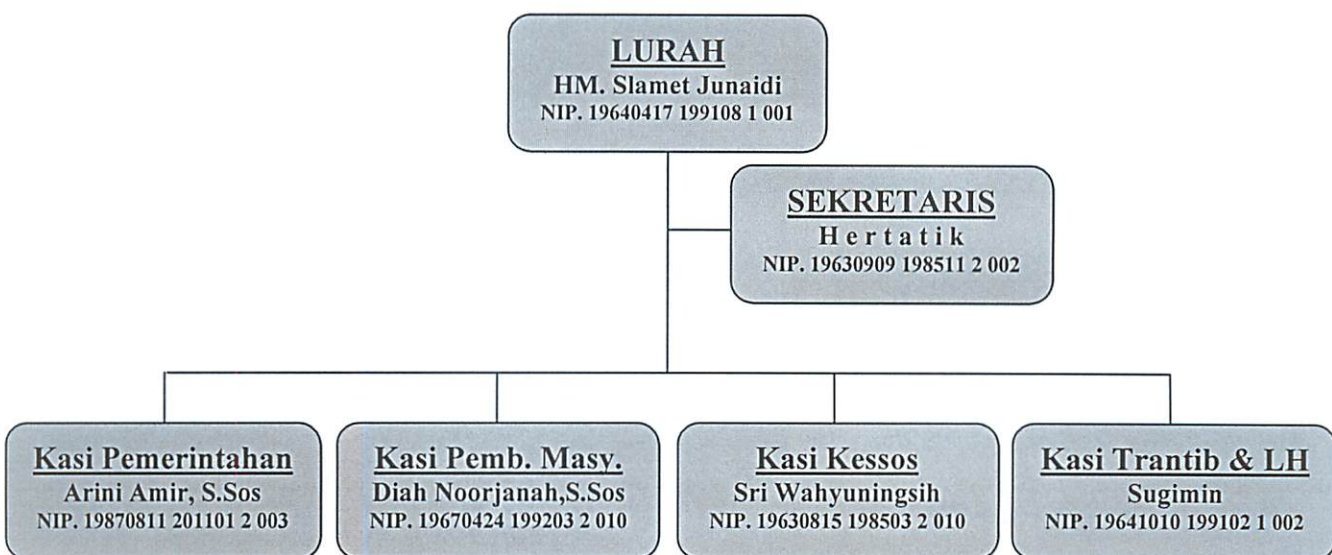 LURAH
HM. Slamet Junaidi
NIP. 19640417 199108 1 001
SEKRETARIS
H e r t a t i k
NIP. 19630909 198511 2 002
Kasi Pemerintahan
Arini Amir, S.Sos
NIP. 19870811 201101 2 003
Kasi Pemb. Masy.
Diah Noorjanah,S.Sos
NIP. 19670424 199203 2 010
Kasi Kessos
Sri Wahyuningsih
NIP. 19630815 198503 2 010
Kasi Trantib & LH
Sugimin
NIP. 19641010 199102 1 002